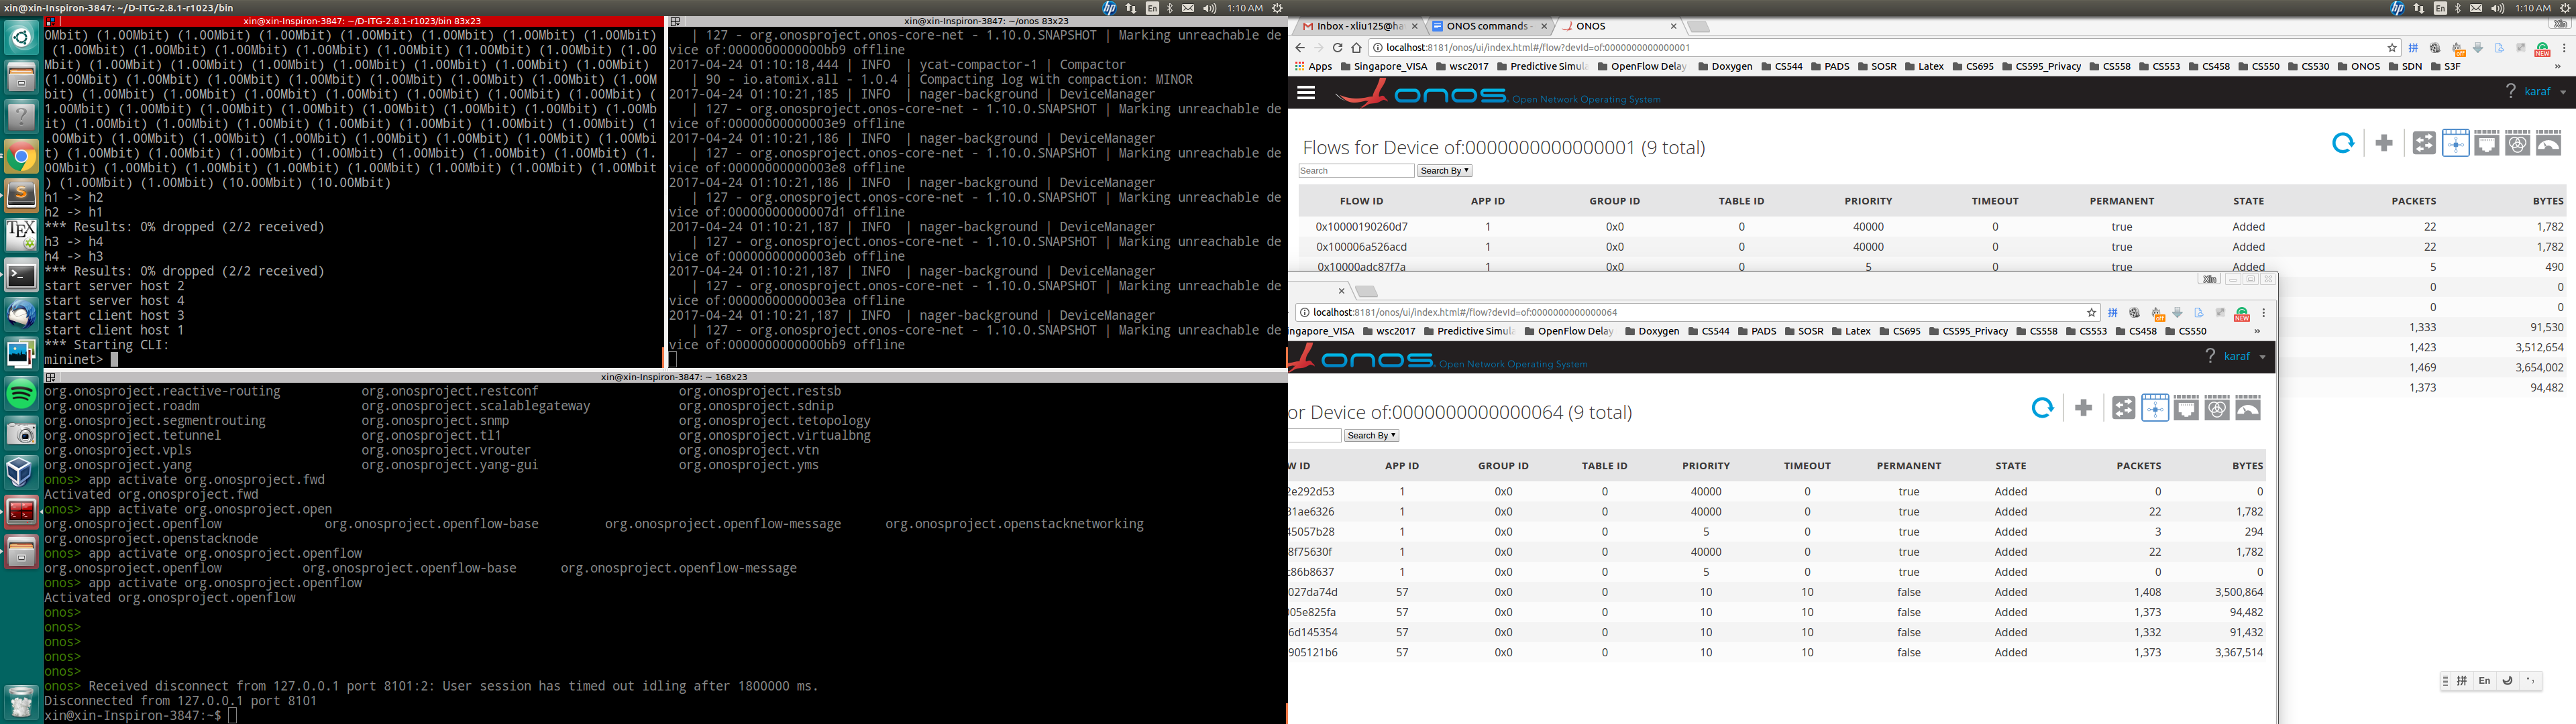 xin@xin-Inspiron-3847: ~/D-ITG-2.8.1-r1023/bin
En
1:10 AM
xin@xin-Inspiron-3847: ~/D-ITG-2.8.1-r1023/bin 83x23
0Mbit) (1.00Mbit) (1.00Mbit) (1.00Mbit) (1.00Mbit) (1.00Mbit) (1.00Mbit) (1.00Mbit)
(1.00Mbit) (1.00Mbit) (1.00Mbit) (1.00Mbit) (1.00Mbit) (1.00Mbit) (1.00Mbit) (1.00
Mbit) (1.00Mbit) (1.00Mbit) (1.00Mbit) (1.00Mbit) (1.00Mbit) (1.00Mbit) (1.00Mbit)
(1.00Mbit) (1.00Mbit) (1.00Mbit) (1.00Mbit) (1.00Mbit) (1.00Mbit) (1.00Mbit) (1.00M
bit) (1.00Mbit) (1.00Mbit) (1.00Mbit) (1.00Mbit) (1.00Mbit) (1.00Mbit) (1.00Mbit) (
1.00Mbit) (1.00Mbit) (1.00Mbit) (1.00Mbit) (1.00Mbit) (1.00Mbit) (1.00Mbit) (1.00Mb
it) (1.00Mbit) (1.00Mbit) (1.00Mbit) (1.00Mbit) (1.00Mbit) (1.00Mbit) (1.00Mbit) (1
.00Mbit) (1.00Mbit) (1.00Mbit) (1.00Mbit) (1.00Mbit) (1.00Mbit) (1.00Mbit) (1.00Mbi
t) (1.00Mbit) (1.00Mbit) (1.00Mbit) (1.00Mbit) (1.00Mbit) (1.00Mbit) (1.00Mbit) (1.
00Mbit) (1.00Mbit) (1.00Mbit) (1.00Mbit) (1.00Mbit) (1.00Mbit) (1.00Mbit) (1.00Mbit
) (1.00Mbit) (1.00Mbit) (10.00Mbit) (10.00Mbit)
h1 -> h2
h2 -> h1
*** Results: 0% dropped (2/2 received)
h3 -> h4
h4 -> h3
*** Results: 0% dropped (2/2 received)
start server host 2
start server host 4
start client host 3
start client host 1
*** Starting CLI:
mininet>
xin@xin-Inspiron-3847: ~/onos 83x23
| 127 - org.onosproject.onos-core-net - 1.10.0.SNAPSHOT | Marking unreachable de
vice of:0000000000000bb9 offline
2017-04-24 01:10:18,444 | INFO | ycat-compactor-1 | Compactor
| 90 - io.atomix.all - 1.0.4 | Compacting log with compaction: MINOR
2017-04-24 01:10:21,185 | INFO | nager-background | DeviceManager
| 127 - org.onosproject.onos-core-net - 1.10.0.SNAPSHOT | Marking unreachable de
vice of:00000000000003e9 offline
2017-04-24 01:10:21,186 | INFO | nager-background | DeviceManager
| 127 - org.onosproject.onos-core-net - 1.10.0.SNAPSHOT | Marking unreachable de
vice of:00000000000003e8 offline
2017-04-24 01:10:21,186 | INFO | nager-background | DeviceManager
| 127 - org.onosproject.onos-core-net - 1.10.0.SNAPSHOT | Marking unreachable de
vice of:00000000000007d1 offline
2017-04-24 01:10:21,187 | INFO | nager-background | DeviceManager
| 127 - org.onosproject.onos-core-net - 1.10.0.SNAPSHOT | Marking unreachable de
vice of:00000000000003eb offline
2017-04-24 01:10:21,187 | INFO | nager-background | DeviceManager
| 127 - org.onosproject.onos-core-net - 1.10.0.SNAPSHOT | Marking unreachable de
vice of:00000000000003ea offline
2017-04-24 01:10:21,187 | INFO | nager-background | DeviceManager
| 127 - org.onosproject.onos-core-net - 1.10.0.SNAPSHOT | Marking unreachable de
vice of:0000000000000bb9 offline
xin@xin-Inspiron-3847: ~ 168x23
org.onosproject.reactive-routing org.onosproject.restconf org.onosproject.restsb
org.onosproject.roadm org.onosproject.scalablegateway org.onosproject.sdnip
org.onosproject.segmentrouting org.onosproject.snmp org.onosproject.tetopology
org.onosproject.tetunnel org.onosproject.tl1 org.onosproject.virtualbng
org.onosproject.vpls org.onosproject.vrouter org.onosproject.vtn
org.onosproject.yang org.onosproject.yang-gui org.onosproject.yms
onos> app activate org.onosproject.fwd
Activated org.onosproject.fwd
onos> app activate org.onosproject.open
org.onosproject.openflow org.onosproject.openflow-base org.onosproject.openflow-message org.onosproject.openstacknetworking
org.onosproject.openstacknode
onos> app activate org.onosproject.openflow
org.onosproject.openflow org.onosproject.openflow-base org.onosproject.openflow-message
onos> app activate org.onosproject.openflow
Activated org.onosproject.openflow
onos>
onos>
onos>
onos>
onos>
onos> Received disconnect from 127.0.0.1 port 8101:2: User session has timed out idling after 1800000 ms.
Disconnected from 127.0.0.1 port 8101
xin@xin-Inspiron-3847:~$
En
1:10 AM
Inbox - xliu125@ha
ONOS commands -
ONOS
Xin
localhost:8181/onos/ui/index.html#/flow?devId=of:0000000000000001
Apps Singapore_VISA wsc2017 Predictive Simula OpenFlow Delay Doxygen CS544 PADS SOSR Latex CS695 CS595_Privacy CS558 CS553 CS458 CS550 CS530 ONOS SDN S3F »
onos Open Network Operating System
? karaf
Flows for Device of:0000000000000001 (9 total)
Search
Search By
FLOW ID APP ID GROUP ID TABLE ID PRIORITY TIMEOUT PERMANENT STATE PACKETS BYTES
0x10000190260d7 1 0x0 0 40000 0 true Added 22 1,782
0x100006a526acd 1 0x0 0 40000 0 true Added 22 1,782
0x10000adc87f7a 1 0x0 0 5 0 true Added 5 490
0 0
0 0
1,333 91,530
1,423 3,512,654
1,469 3,654,002
1,373 94,482
Xin
localhost:8181/onos/ui/index.html#/flow?devId=of:0000000000000064
ingapore_VISA wsc2017 Predictive Simula OpenFlow Delay Doxygen CS544 PADS SOSR Latex CS695 CS595_Privacy CS558 CS553 CS458 CS550 »
onos Open Network Operating System
? karaf
or Device of:0000000000000064 (9 total)
Search By
W ID APP ID GROUP ID TABLE ID PRIORITY TIMEOUT PERMANENT STATE PACKETS BYTES
2e292d53 1 0x0 0 40000 0 true Added 0 0
31ae6326 1 0x0 0 40000 0 true Added 22 1,782
45057b28 1 0x0 0 5 0 true Added 3 294
8f75630f 1 0x0 0 40000 0 true Added 22 1,782
c86b8637 1 0x0 0 5 0 true Added 0 0
027da74d 57 0x0 0 10 10 false Added 1,408 3,500,864
05e825fa 57 0x0 0 10 10 false Added 1,373 94,482
6d145354 57 0x0 0 10 10 false Added 1,332 91,432
905121b6 57 0x0 0 10 10 false Added 1,373 3,367,514
拼 En